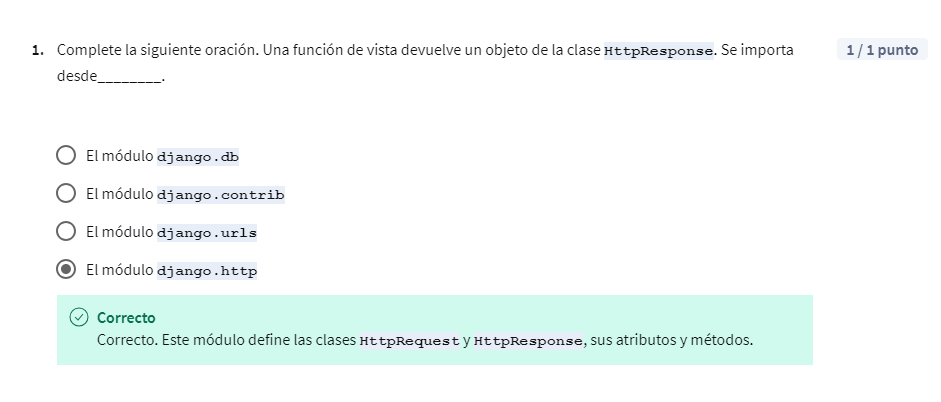 1. Complete la siguiente oración. Una función de vista devuelve un objeto de la clase HttpResponse. Se importa
desde________.
1 / 1 punto
El módulo django.db
El módulo django.contrib
El módulo django.urls
El módulo django.http
Correcto
Correcto. Este módulo define las clases HttpRequest y HttpResponse, sus atributos y métodos.